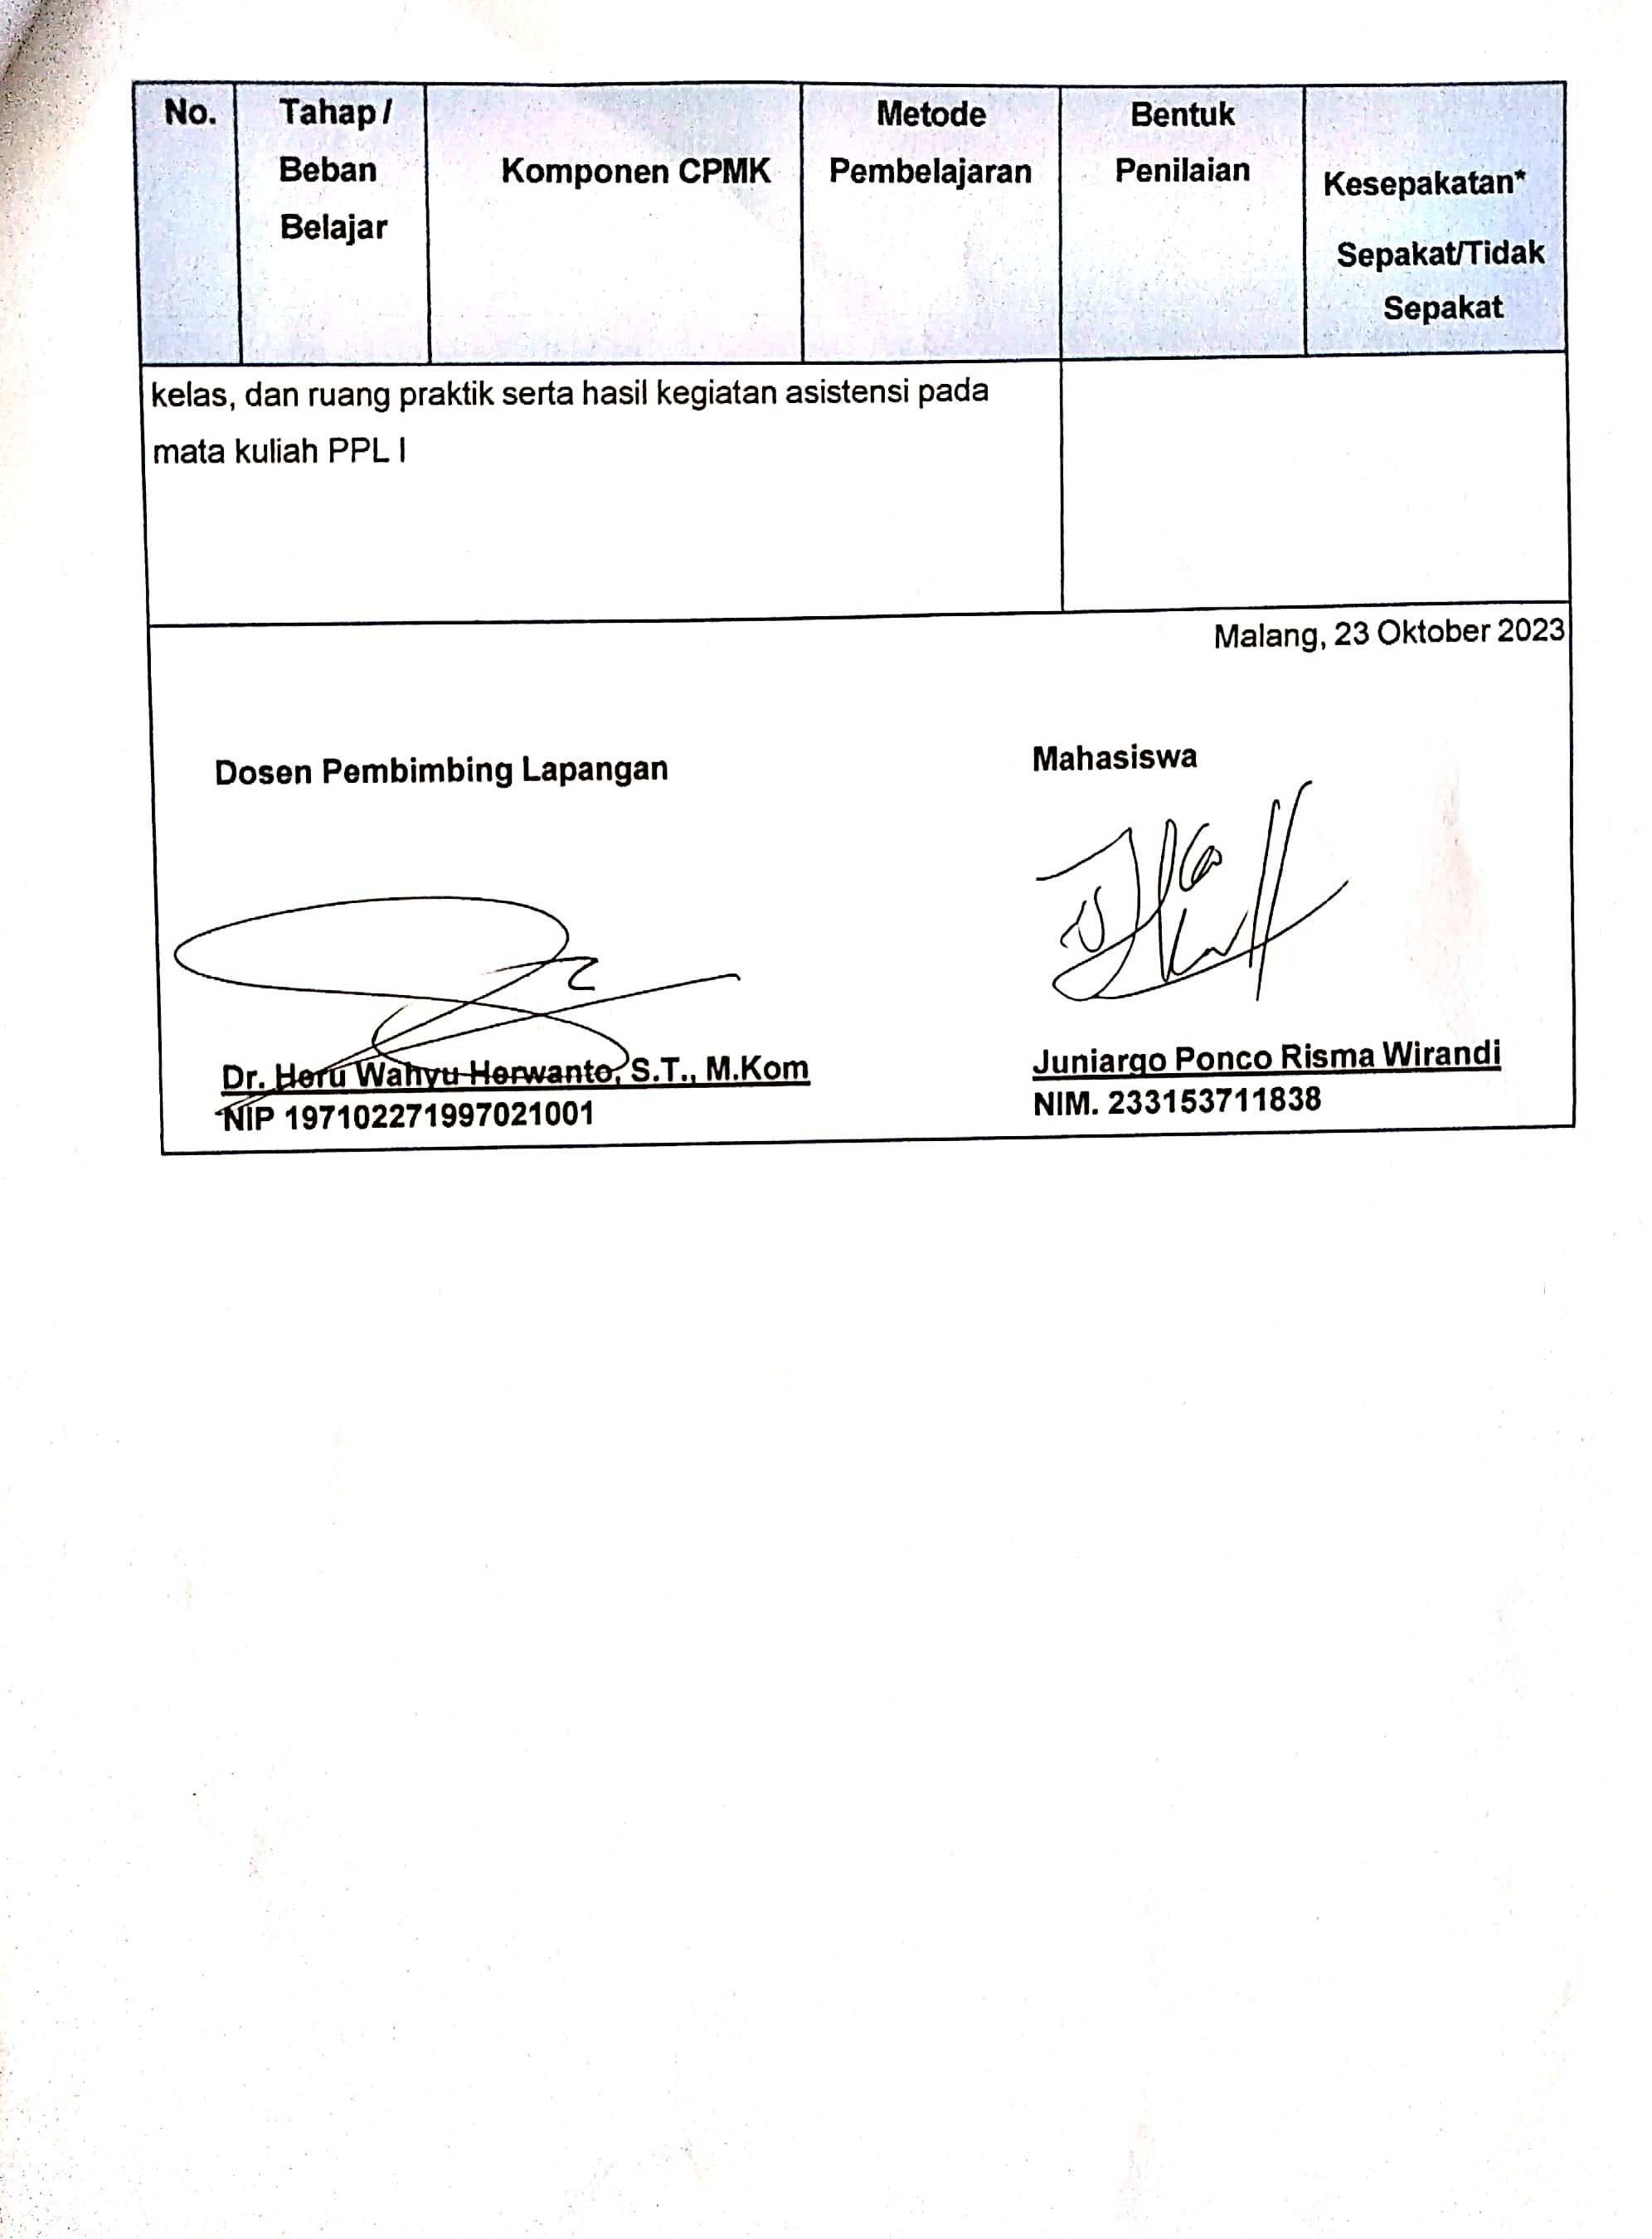 No.
Tahap /
Beban
Belajar
Komponen CPMK
Metode
Pembelajaran
Bentuk
Penilaian
Kesepakatan*
Sepakat/Tidak
Sepakat
kelas, dan ruang praktik serta hasil kegiatan asistensi pada
mata kuliah PPL I
Malang, 23 Oktober 2023
Dosen Pembimbing Lapangan
Mahasiswa
Dr. Heru Wahyu Herwanto, S.T., M.Kom
NIP 197102271997021001
Juniargo Ponco Risma Wirandi
NIM. 233153711838